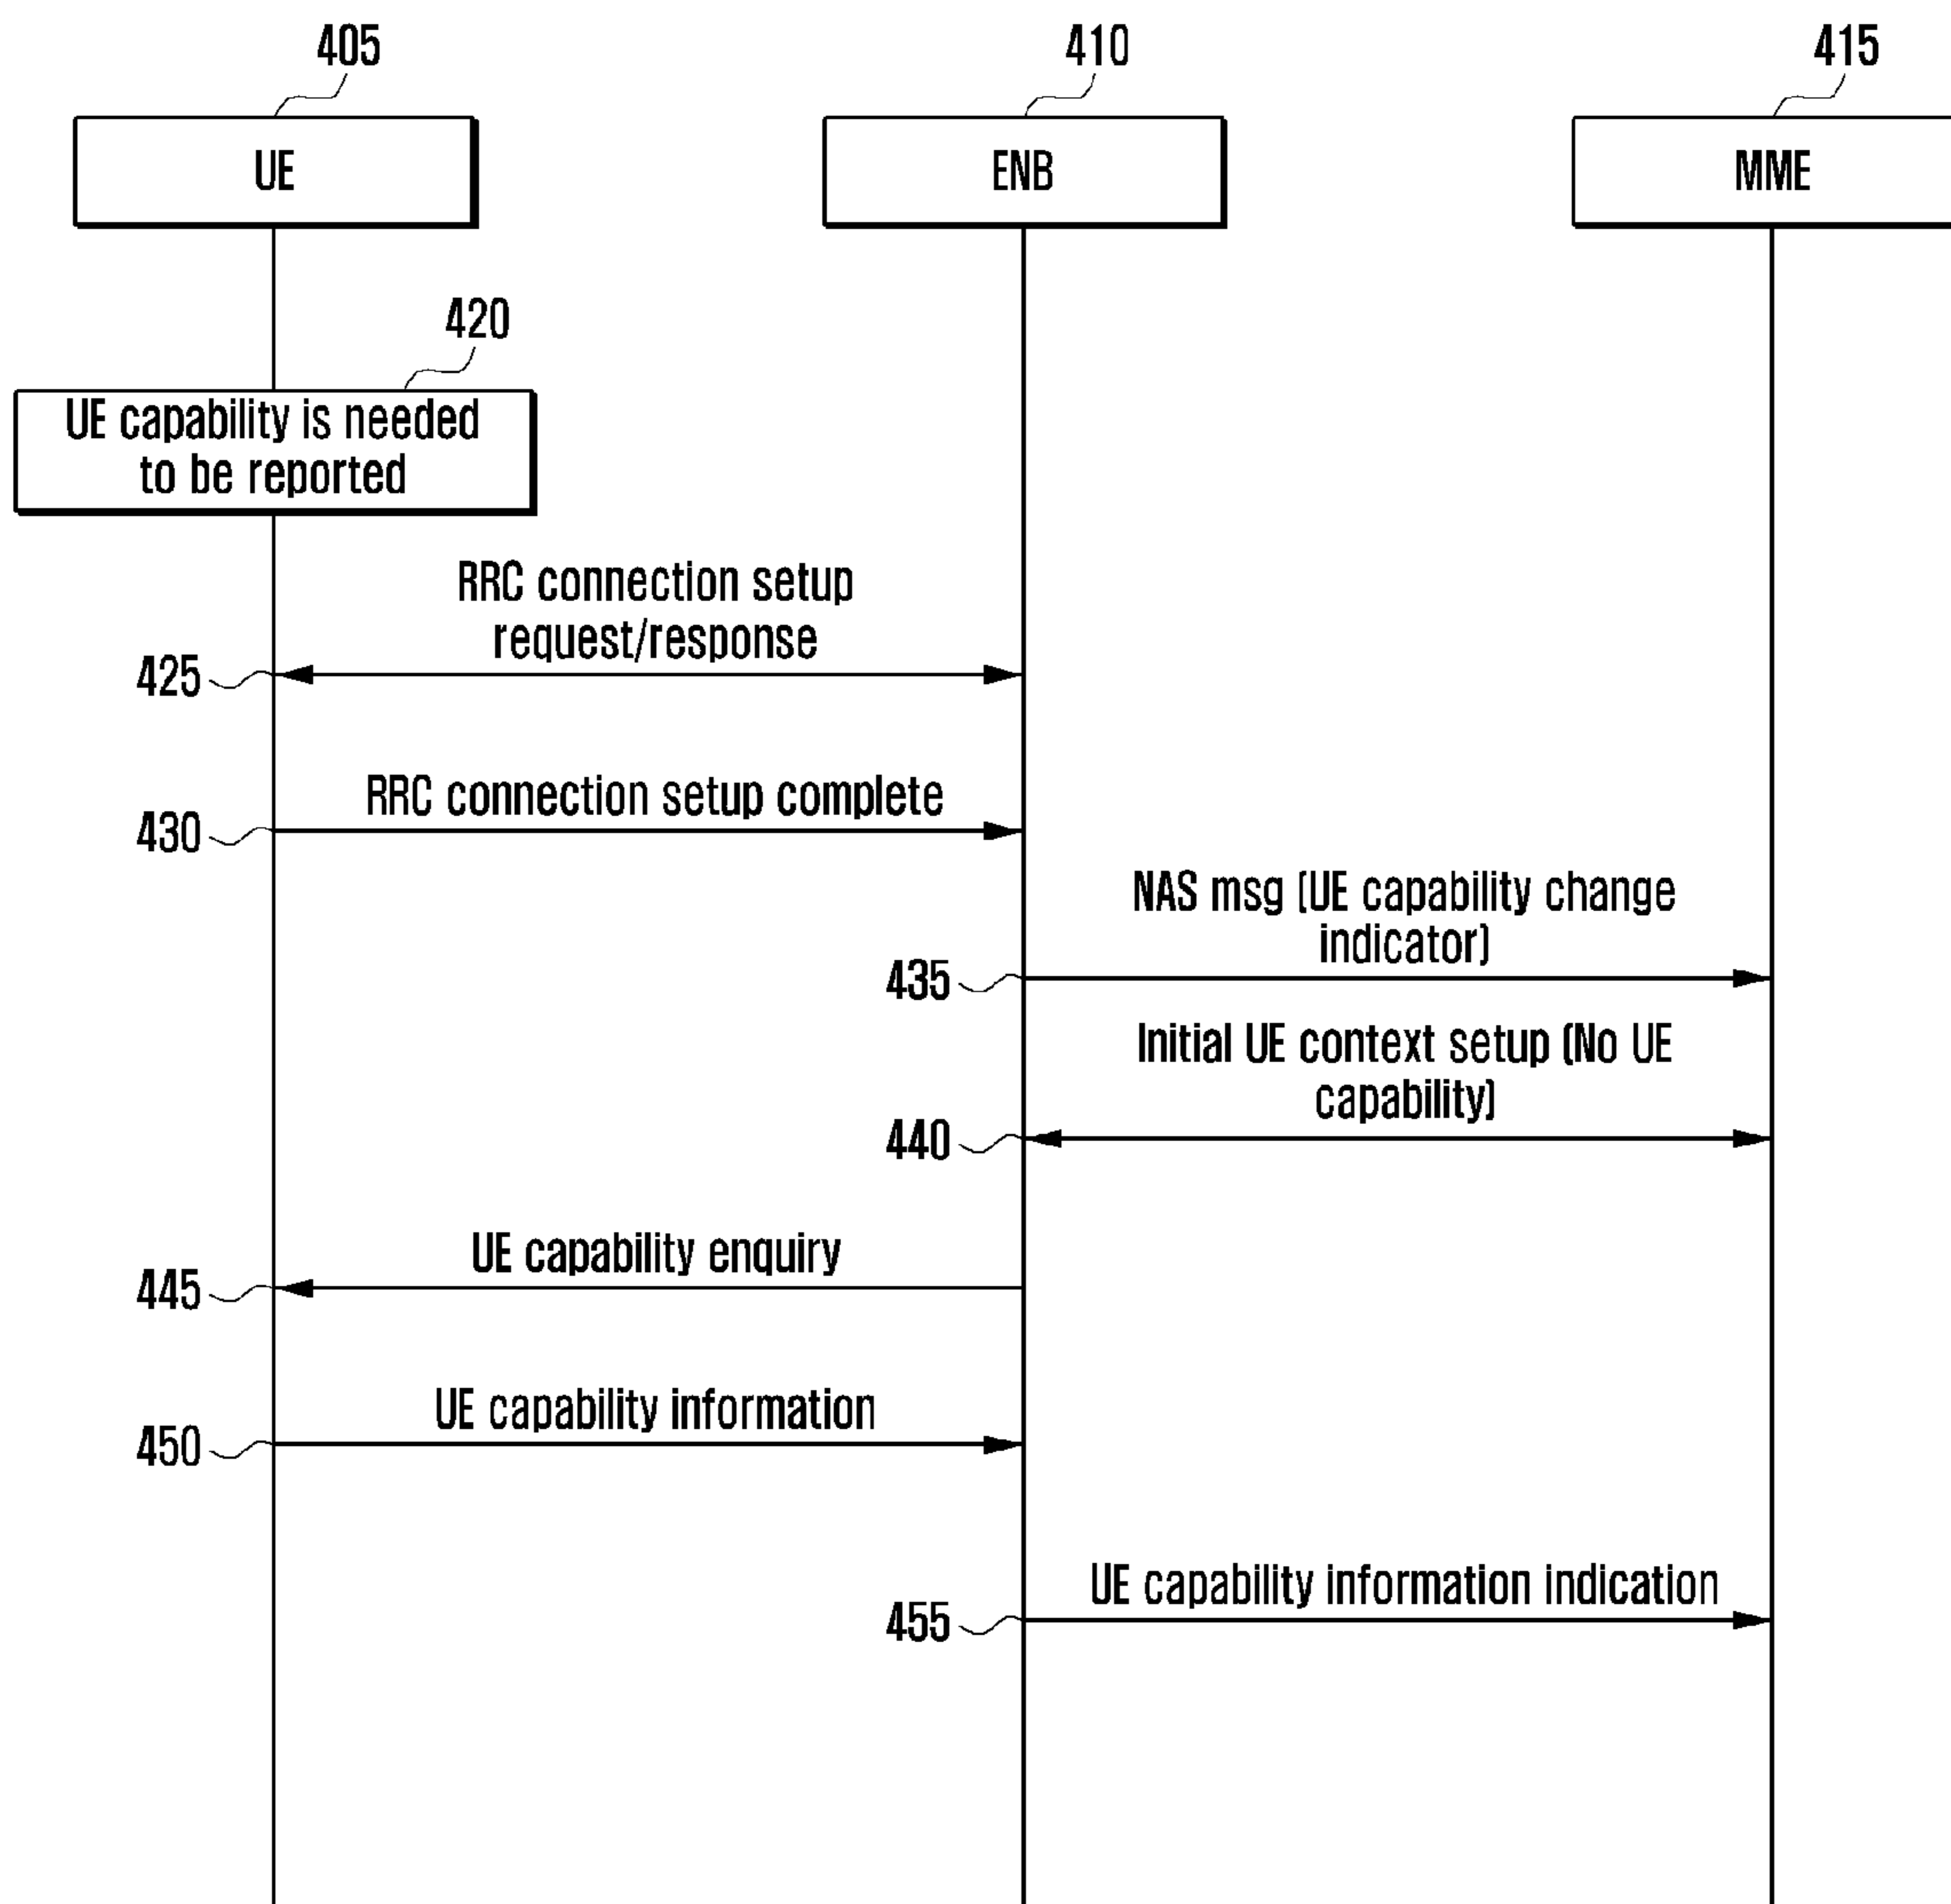 405
410
415
UE
ENB
MME
420
UE capability is needed
to be reported
RRC connection setup
request/response
425
RRC connection setup complete
430
NAS msg (UE capability change
indicator)
435
Initial UE context setup (No UE
capability)
440
UE capability enquiry
445
UE capability information
450
UE capability information indication
455